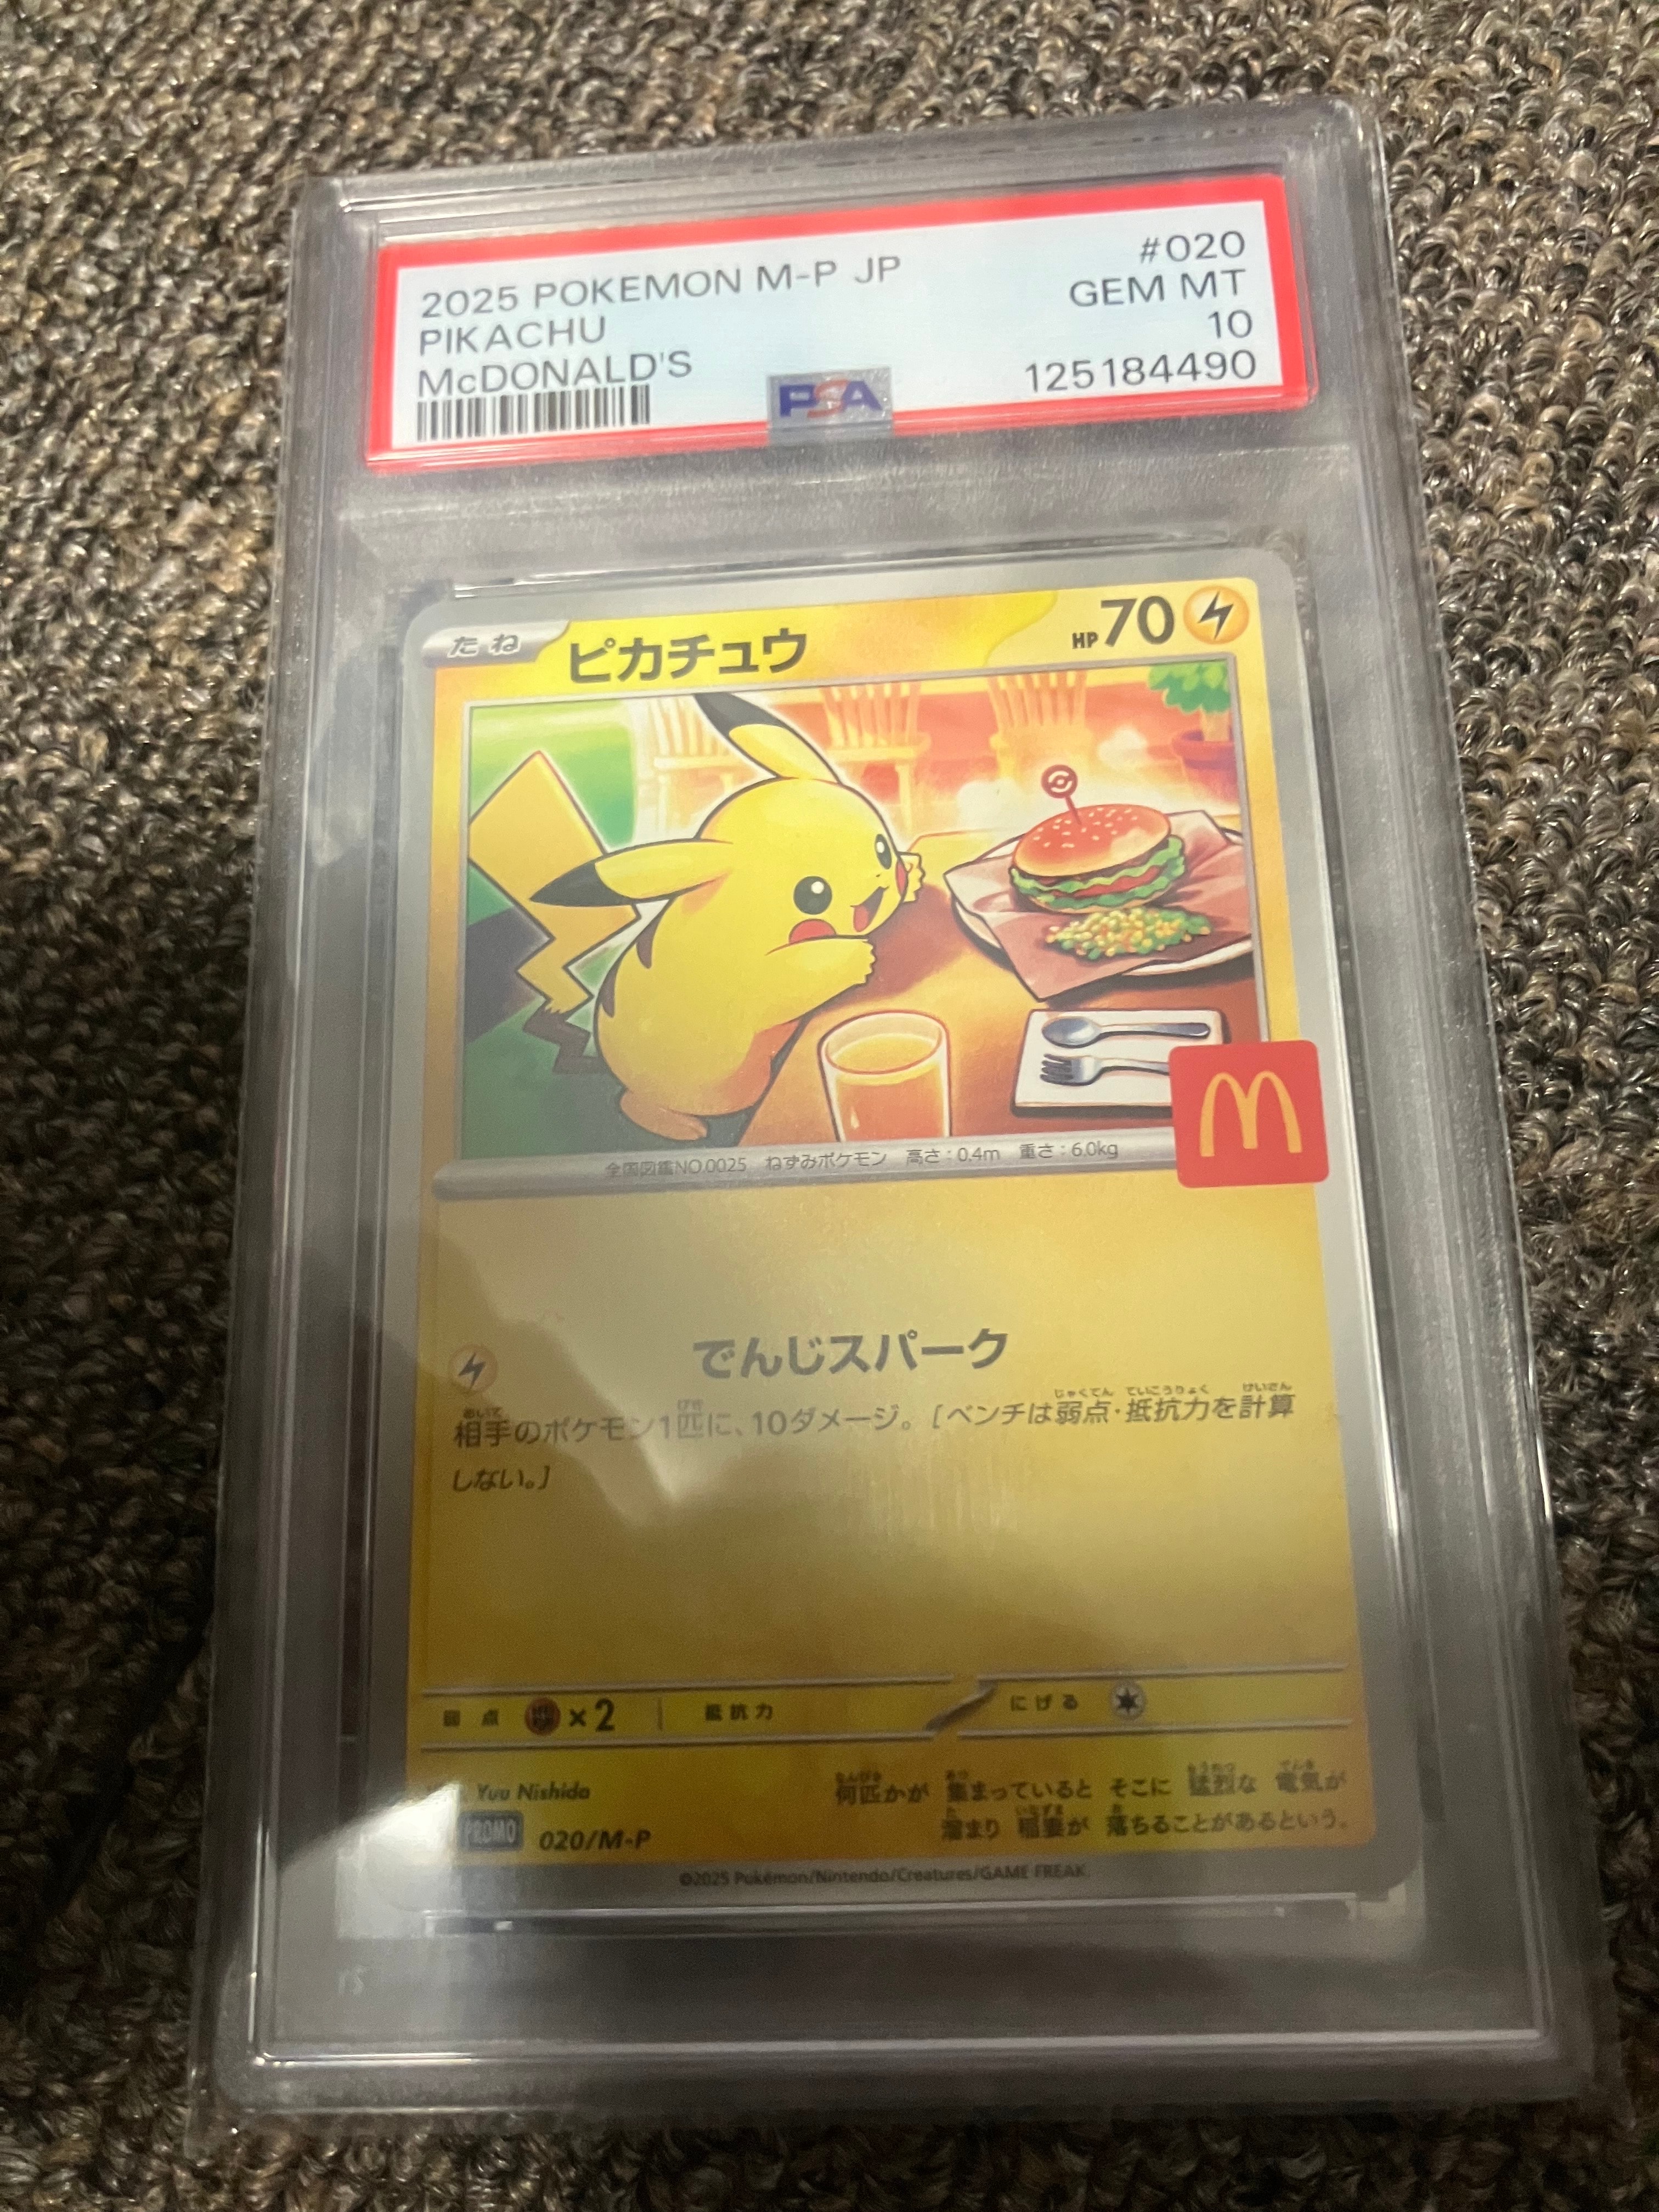 2025 POKEMON M-P JP
#020
PIKACHU
GEM MT
McDONALD'S
10
PSA
125184490
たね
ピカチュウ
HP70
全国図鑑NO.0025 ねずみポケモン 高さ:0.4m 重さ:6.0kg
M
でんじスパーク
相手のポケモン1匹に、10ダメージ。[ベンチは弱点・抵抗力を計算
しない。]
弱点 ×2 抵抗力 にげる
Yuu Nishida
PROMO 020/M-P
何匹かが 集まっていると そこに 猛烈な 電気が
溜まり 稲妻が 落ちることがあるという。
©2025 Pokémon/Nintendo/Creatures/GAME FREAK.